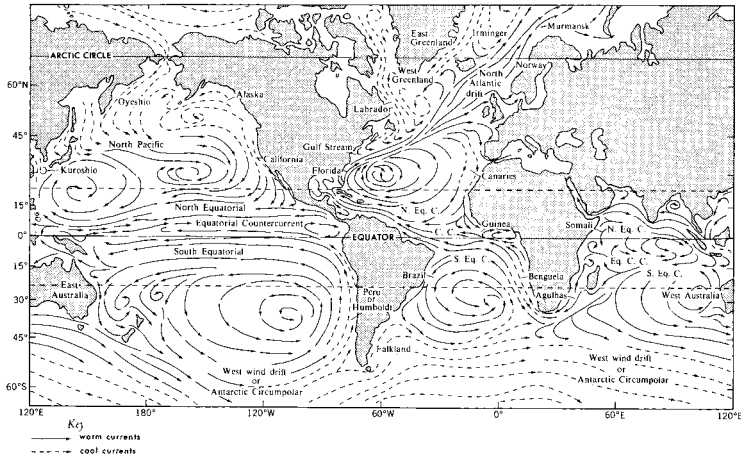 East
Greenland
Irminger
Murmansk
ARCTIC CIRCLE
Norway
West
Greenland
North
Atlantic
drift
60°N
Alaska
Oyeshio
Labrador
45°
North Pacific
Gulf Stream
California
Florida
Kuroshio
Canaries
15°
North Equatorial
N. Eq. C.
Guinea
Somali
N. Eq. C.
Equatorial Countercurrent
C. C.
0°
EQUATOR
0°
South Equatorial
S. Eq. C.
Eq. C. C.
15°
S. Eq. C.
East
Australia
Peru
or
Humboldt
Brazil
Benguela
Agulhas
West Australia
30°
45°
Falkland
West wind drift
or
Antarctic Circumpolar
West wind drift
or
Antarctic Circumpolar
60°S
120°E 180° 120°W 60°W 0° 60°E 120°E
Key
warm currents
cool currents